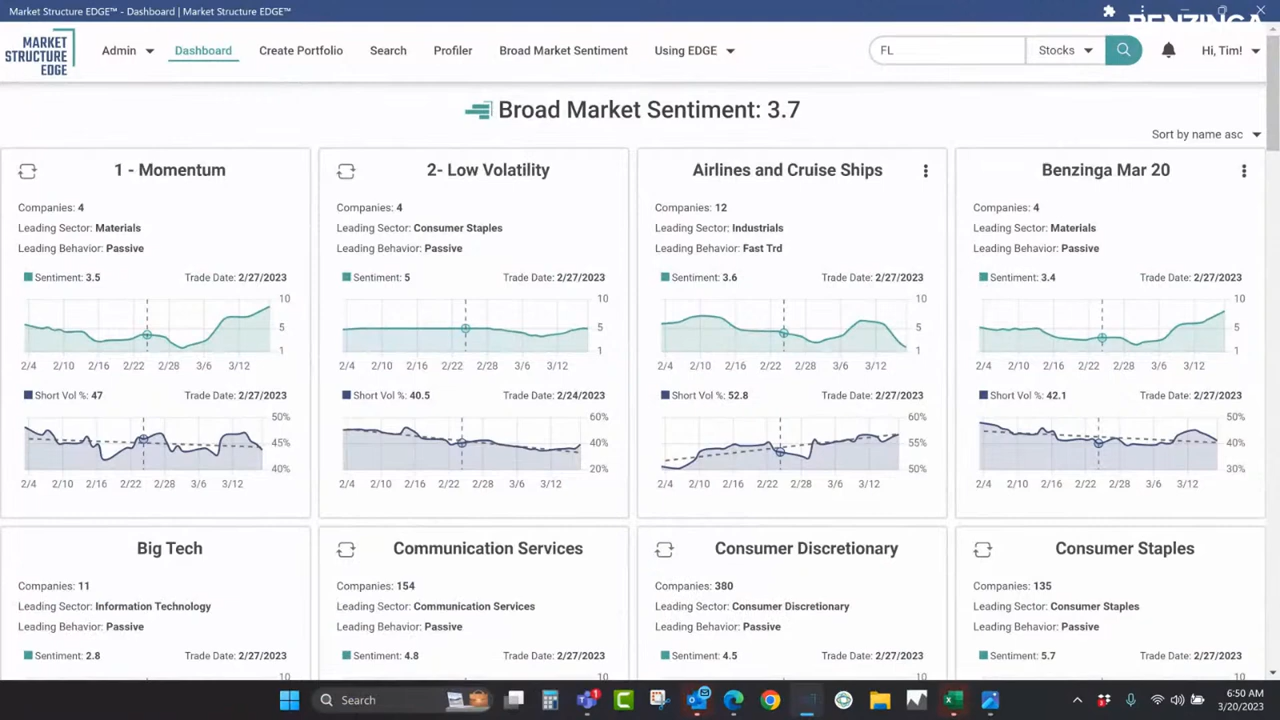 Market Structure EDGE™ - Dashboard | Market Structure EDGE™
BENZINGA
MARKET
STRUCTURE
EDGE
Admin
Dashboard
Create Portfolio
Search
Profiler
Broad Market Sentiment
Using EDGE
FL
Stocks
Hi, Tim!
Broad Market Sentiment: 3.7
Sort by name asc
1 - Momentum
Companies: 4
Leading Sector: Materials
Leading Behavior: Passive
Sentiment: 3.5 Trade Date: 2/27/2023
10
5
1
2/4 2/10 2/16 2/22 2/28 3/6 3/12
Short Vol %: 47 Trade Date: 2/27/2023
50%
45%
40%
2/4 2/10 2/16 2/22 2/28 3/6 3/12
2- Low Volatility
Companies: 4
Leading Sector: Consumer Staples
Leading Behavior: Passive
Sentiment: 5 Trade Date: 2/27/2023
10
5
1
2/4 2/10 2/16 2/22 2/28 3/6 3/12
Short Vol %: 40.5 Trade Date: 2/24/2023
60%
40%
20%
2/4 2/10 2/16 2/22 2/28 3/6 3/12
Airlines and Cruise Ships
Companies: 12
Leading Sector: Industrials
Leading Behavior: Fast Trd
Sentiment: 3.6 Trade Date: 2/27/2023
10
5
1
2/4 2/10 2/16 2/22 2/28 3/6 3/12
Short Vol %: 52.8 Trade Date: 2/27/2023
60%
55%
50%
2/4 2/10 2/16 2/22 2/28 3/6 3/12
Benzinga Mar 20
Companies: 4
Leading Sector: Materials
Leading Behavior: Passive
Sentiment: 3.4 Trade Date: 2/27/2023
10
5
1
2/4 2/10 2/16 2/22 2/28 3/6 3/12
Short Vol %: 42.1 Trade Date: 2/27/2023
50%
40%
30%
2/4 2/10 2/16 2/22 2/28 3/6 3/12
Big Tech
Companies: 11
Leading Sector: Information Technology
Leading Behavior: Passive
Sentiment: 2.8 Trade Date: 2/27/2023
10
Communication Services
Companies: 154
Leading Sector: Communication Services
Leading Behavior: Passive
Sentiment: 4.8 Trade Date: 2/27/2023
10
Consumer Discretionary
Companies: 380
Leading Sector: Consumer Discretionary
Leading Behavior: Passive
Sentiment: 4.5 Trade Date: 2/27/2023
10
Consumer Staples
Companies: 135
Leading Sector: Consumer Staples
Leading Behavior: Passive
Sentiment: 5.7 Trade Date: 2/27/2023
10
Search
6:50 AM
3/20/2023